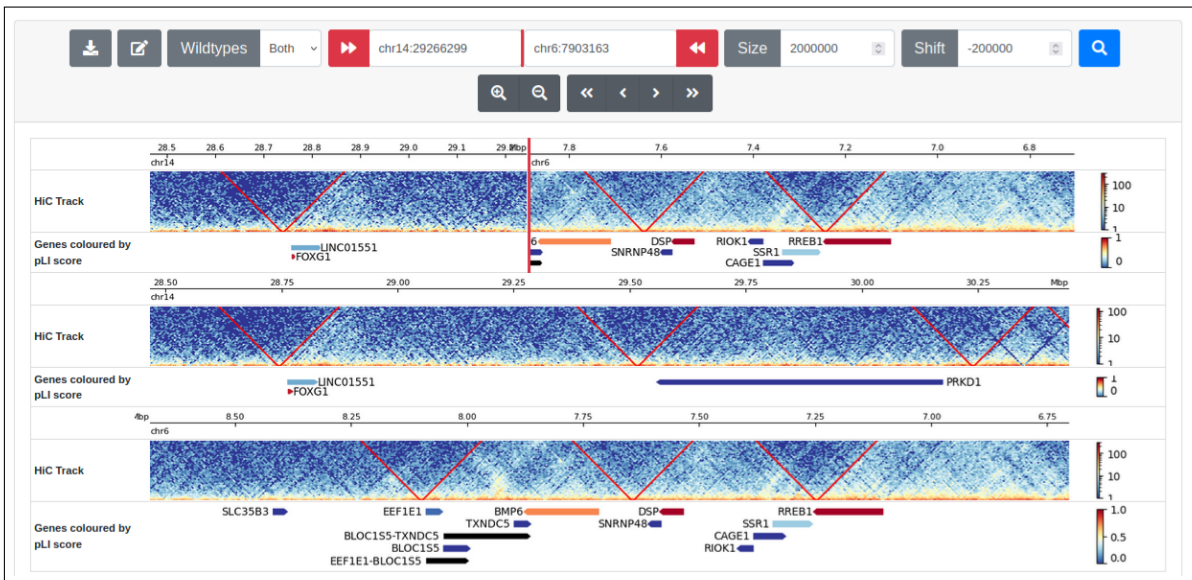 Wildtypes Both chr14:29266299 chr6:7903163 Size 2000000 Shift -200000
28.5 28.6 28.7 28.8 28.9 29.0 29.1 7.8 7.6 7.4 7.2 7.0 6.8
chr14 chr6
HiC Track
100
10
1
Genes coloured by
pLI score
LINC01551
FOXG1
6 DSP RIOK1 RREB1
SNRNP48 SSR1
CAGE1
1
0
28.50 28.75 29.00 29.25 29.50 29.75 30.00 30.25 Mbp
chr14
HiC Track
100
10
1
Genes coloured by
pLI score
LINC01551 PRKD1
FOXG1
1
0
8.50 8.25 8.00 7.75 7.50 7.25 7.00 6.75
chr6
HiC Track
100
10
1
Genes coloured by
pLI score
SLC35B3 EEF1E1 BMP6 DSP RREB1
TXNDC5 SNRNP48 SSR1
BLOC1S5-TXNDC5 CAGE1
BLOC1S5 RIOK1
EEF1E1-BLOC1S5
1.0
0.5
0.0